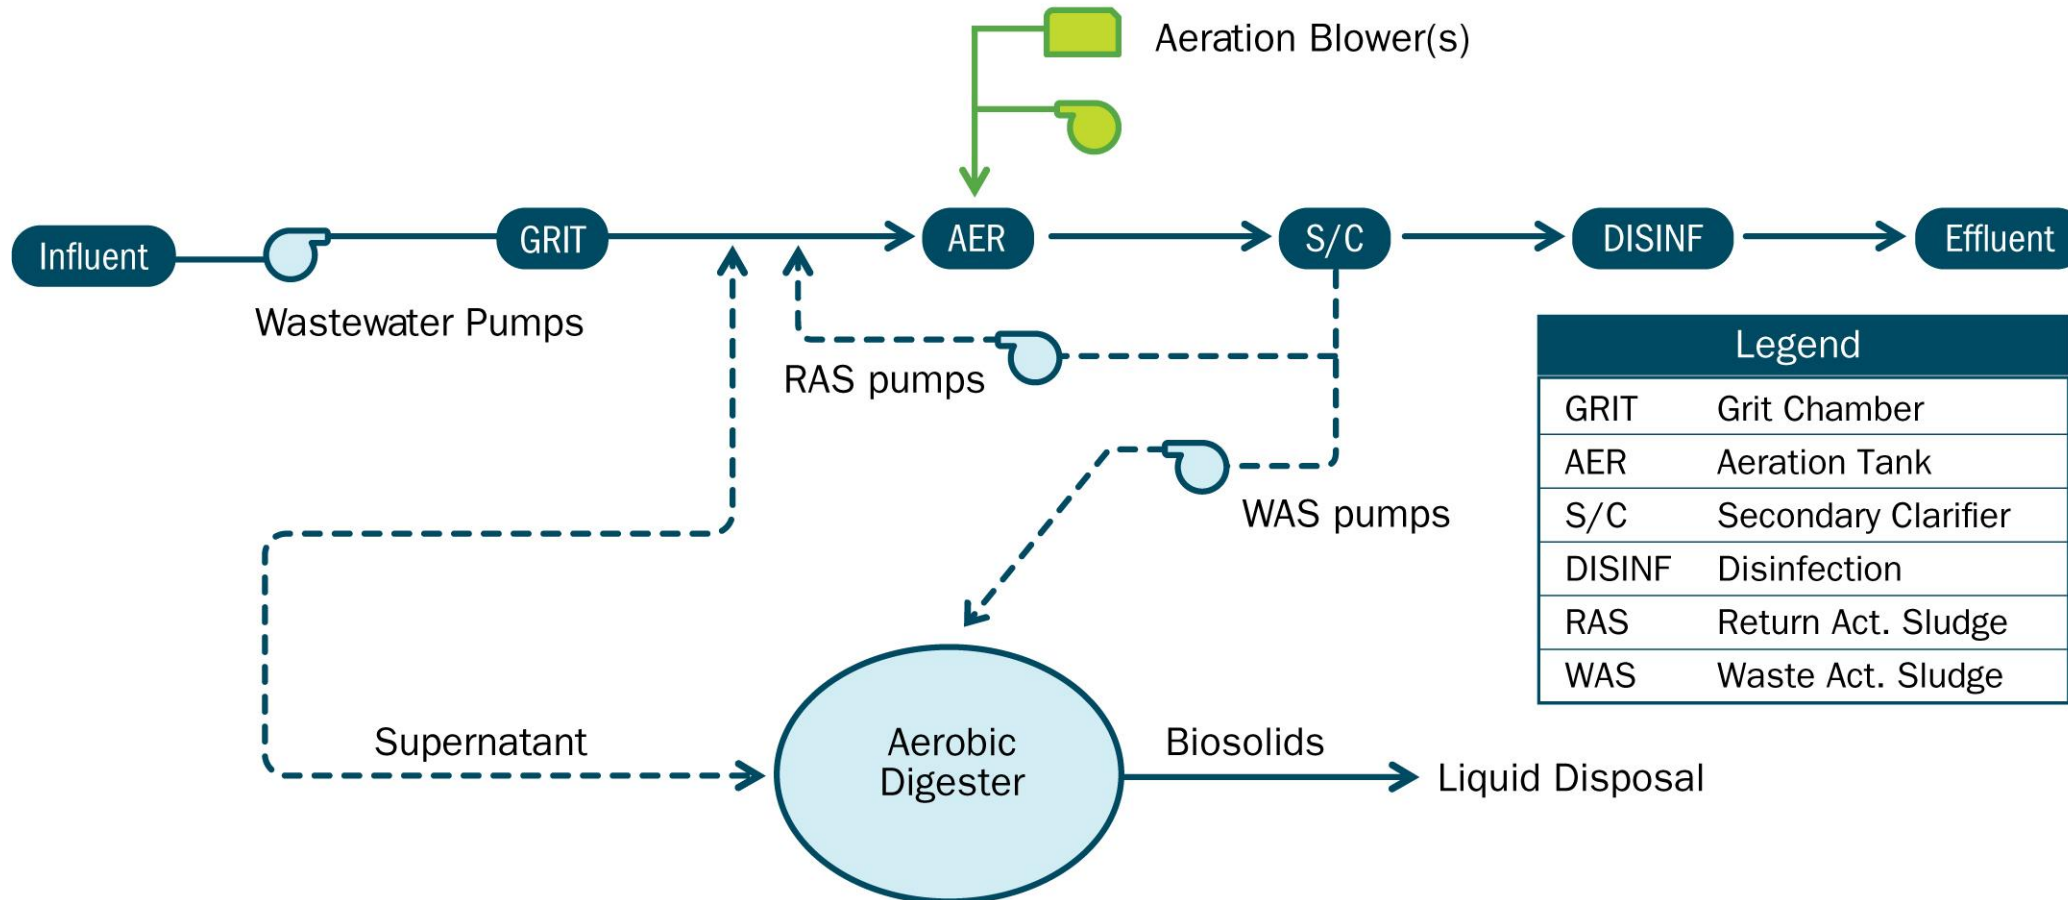 Aeration Blower(s)
Influent
GRIT
AER
S/C
DISINF
Effluent
Wastewater Pumps
RAS pumps
WAS pumps
Legend
GRIT Grit Chamber
AER Aeration Tank
S/C Secondary Clarifier
DISINF Disinfection
RAS Return Act. Sludge
WAS Waste Act. Sludge
Supernatant
Aerobic
Digester
Biosolids
Liquid Disposal